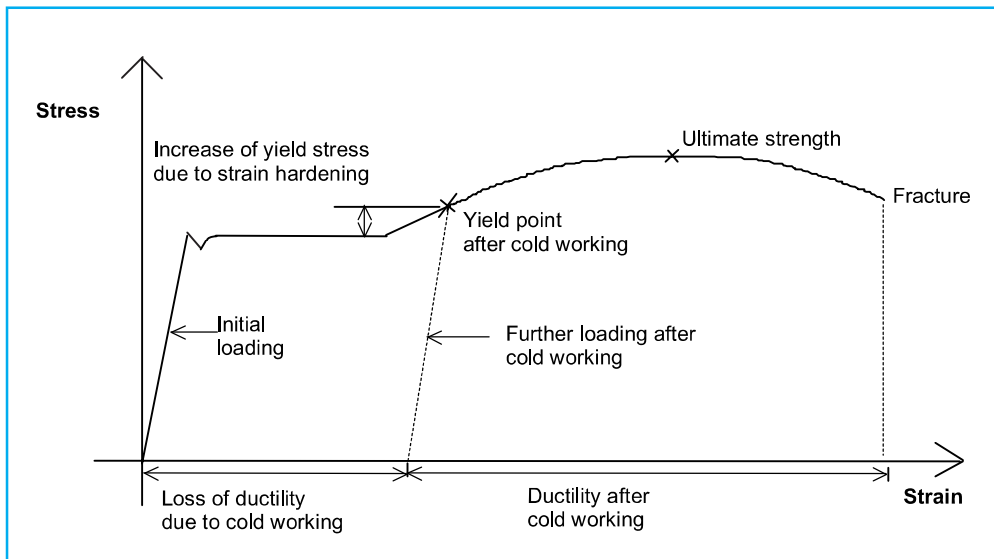 Stress
Increase of yield stress
due to strain hardening
Ultimate strength
Fracture
Yield point
after cold working
Initial
loading
Further loading after
cold working
Loss of ductility
due to cold working
Ductility after
cold working
Strain